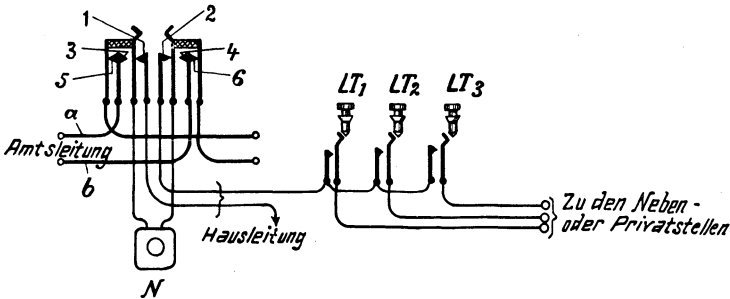 1 2
3 4
5 6
LT1 LT2 LT3
a
Amtsleitung
b
Zu den Neben-
oder Privatstellen
Hausleitung
N